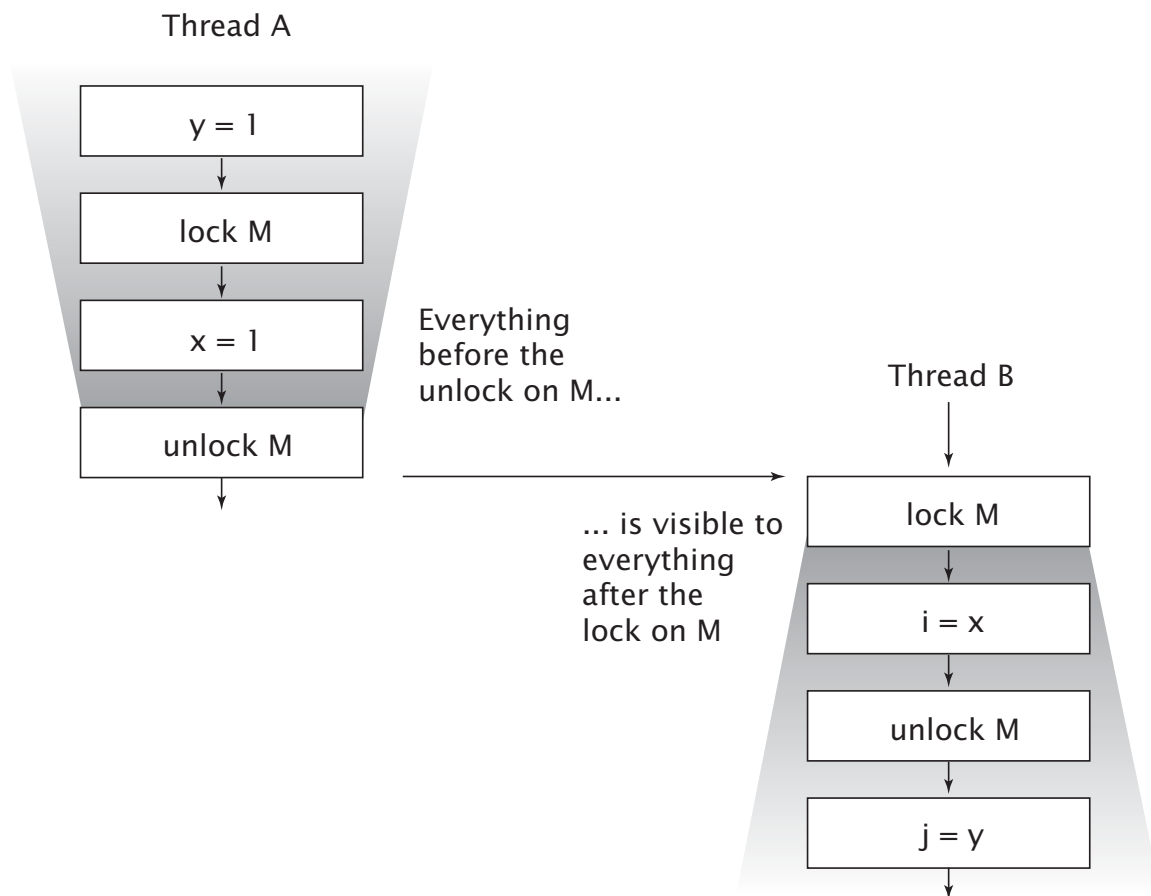 Thread A
y = 1
lock M
x = 1
unlock M
Everything
before the
unlock on M...
Thread B
lock M
... is visible to
everything
after the
lock on M
i = x
unlock M
j = y